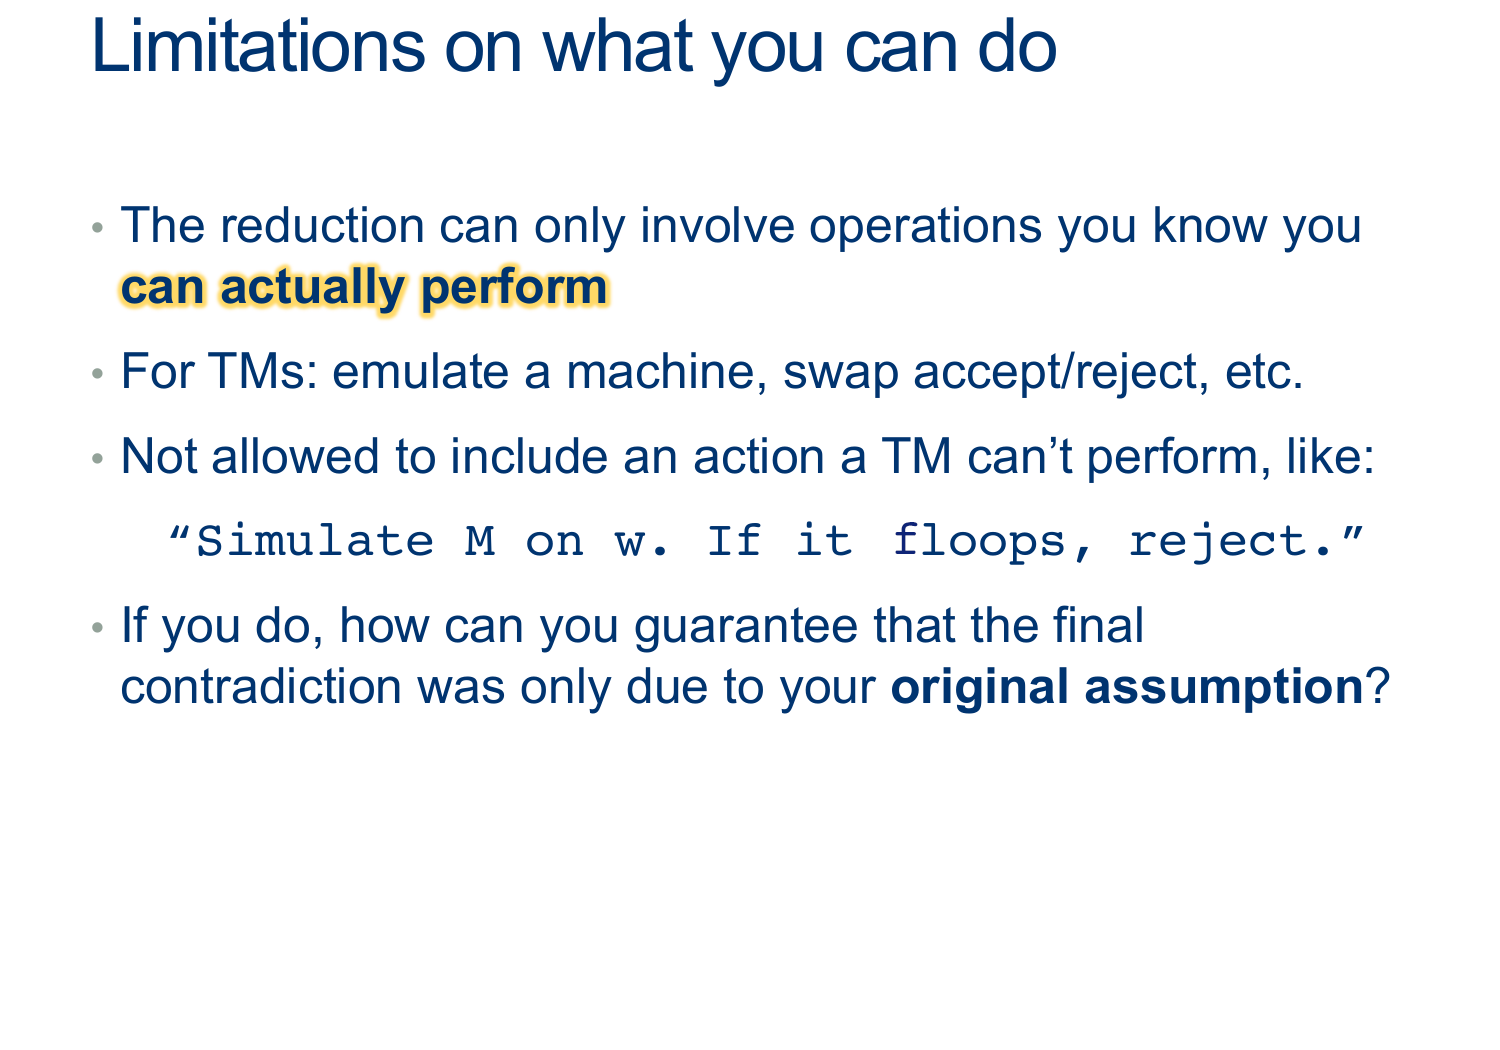 Limitations on what you can do
• The reduction can only involve operations you know you
can actually perform
• For TMs: emulate a machine, swap accept/reject, etc.
• Not allowed to include an action a TM can’t perform, like:
“Simulate M on w. If it floops, reject.”
• If you do, how can you guarantee that the final
contradiction was only due to your original assumption?